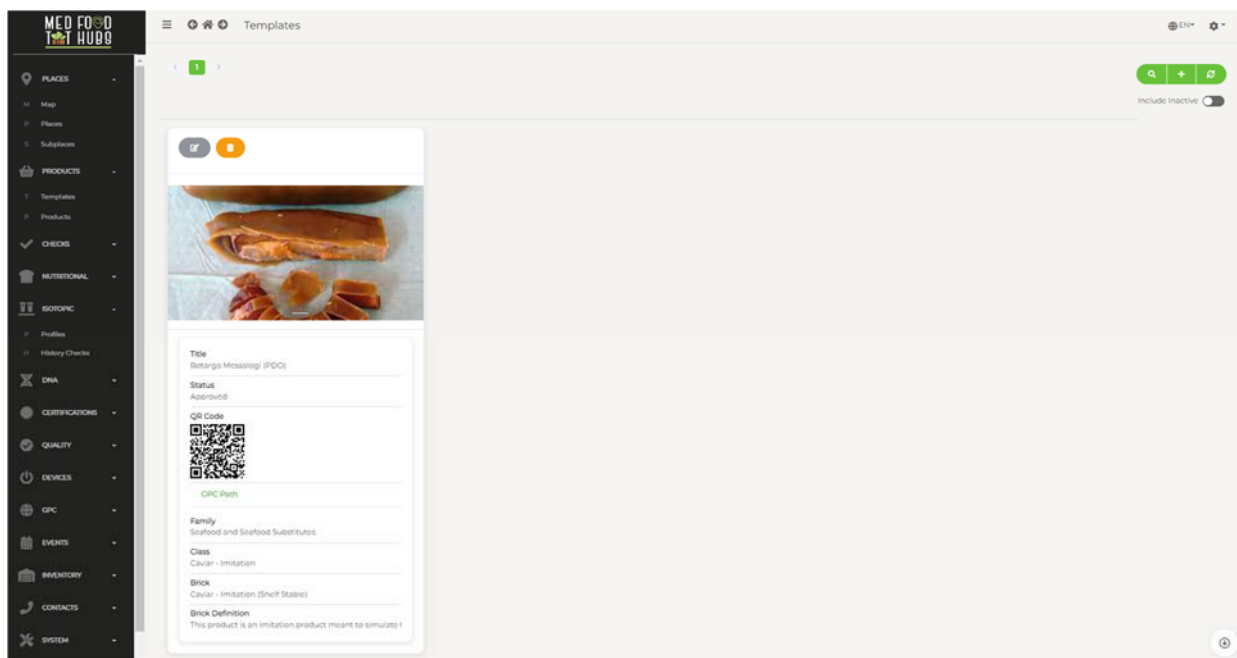 MED FOOD
TTT HUBS
Templates
EN
PLACES
M Map
P Places
S Subplaces
PRODUCTS
T Templates
P Products
CHECKS
NUTRITIONAL
ISOTOPIC
P Profiles
H History Checks
DNA
CERTIFICATIONS
QUALITY
DEVICES
GPC
EVENTS
INVENTORY
CONTACTS
SYSTEM
1
Include Inactive
Title
Botargo Messologi (PDO)
Status
Approved
QR Code
GPC Path
Family
Seafood and Seafood Substitutes
Class
Caviar - Imitation
Brick
Caviar - Imitation (Shelf Stable)
Brick Definition
This product is an imitation product meant to simulate